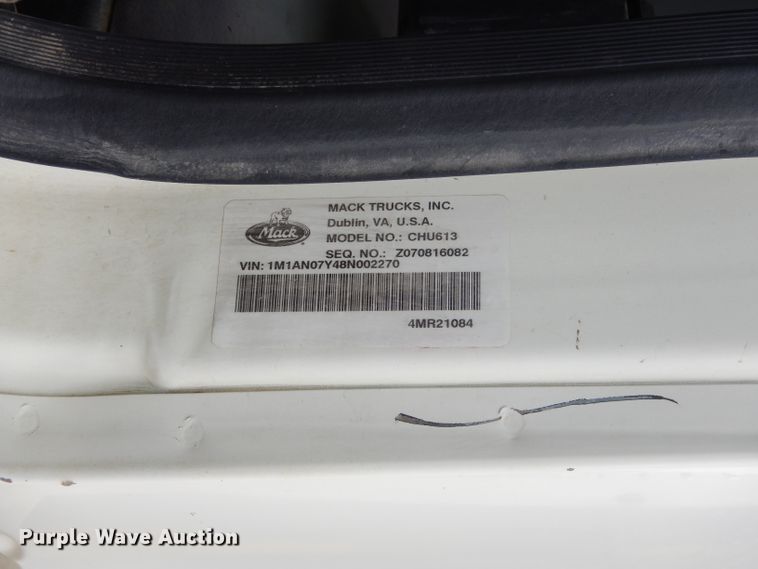 MACK TRUCKS, INC.
Dublin, VA, U.S.A.
Mack
MODEL NO.: CHU613
SEQ. NO.: Z070816082
VIN: 1M1AN07Y48N002270
4MR21084
Purple Wave Auction